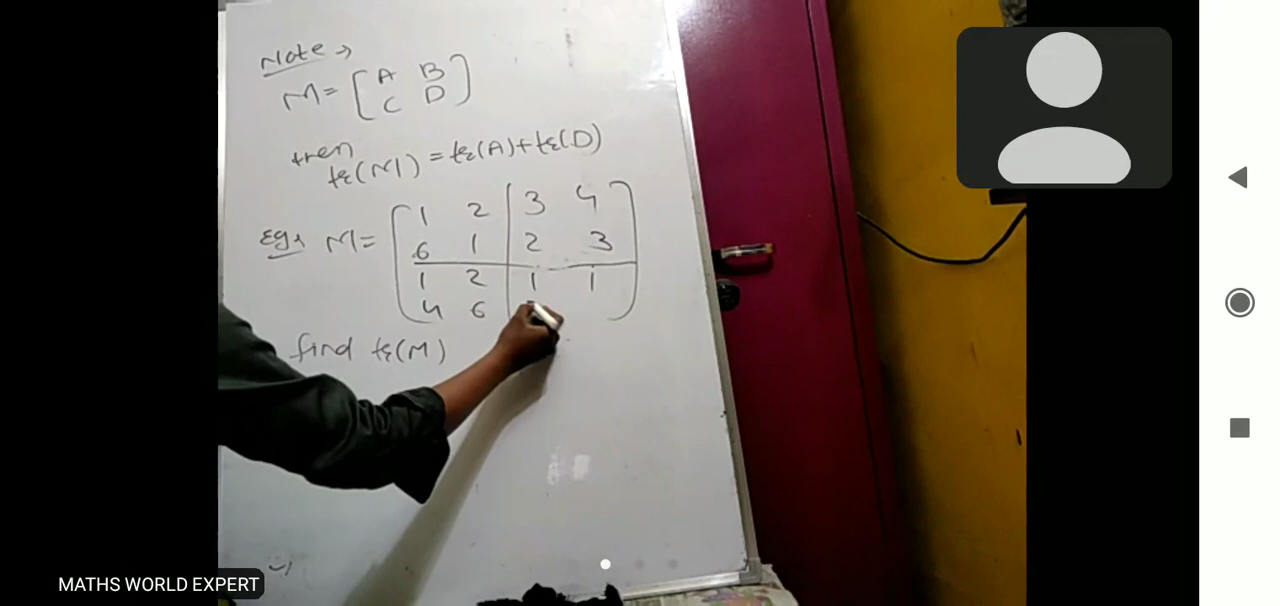 Note →
M = [ A B
C D ]
then
tr(M) = tr(A) + tr(D)
Eg: M = [ 1 2 | 3 4
6 1 | 2 3
1 2 | 1 1
4 6 | ]
find tr(M)
MATHS WORLD EXPERT